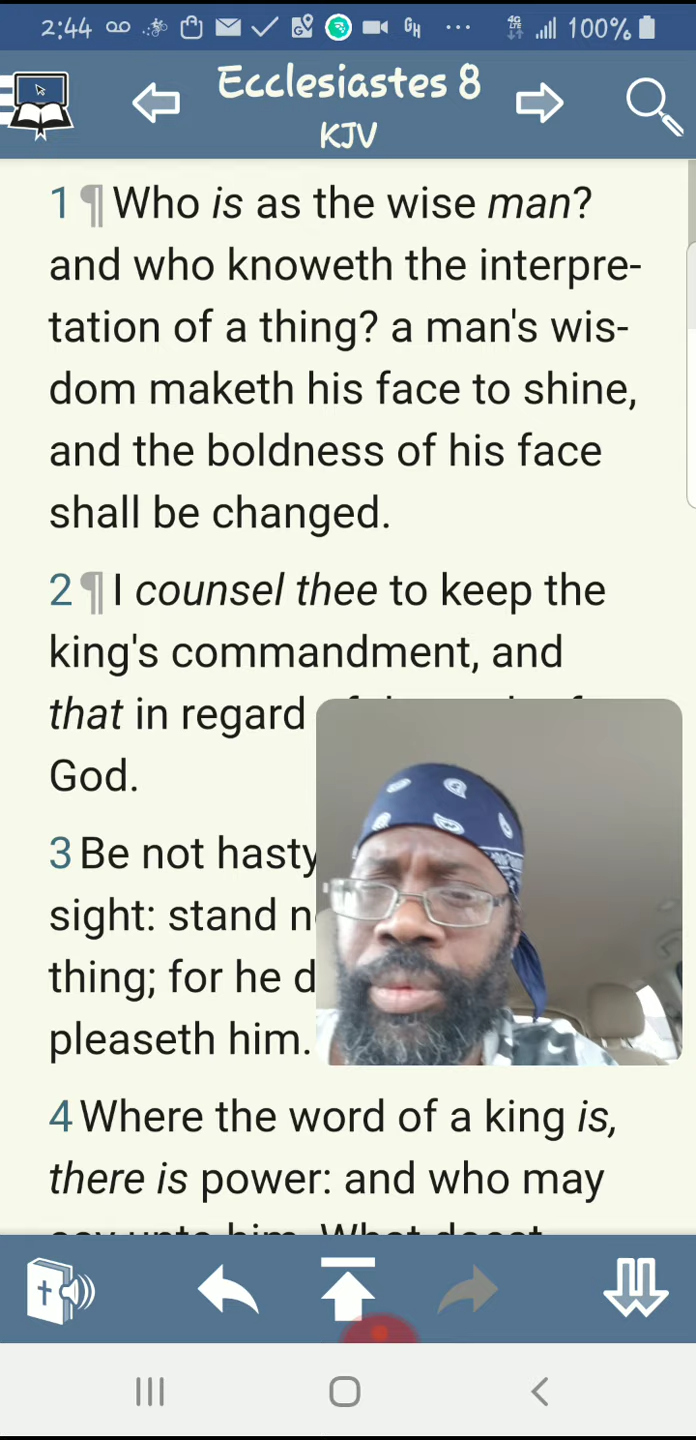 2:44 4G LTE 100%
Ecclesiastes 8
KJV
1 ¶ Who is as the wise man?
and who knoweth the interpre-
tation of a thing? a man's wis-
dom maketh his face to shine,
and the boldness of his face
shall be changed.
2 ¶ I counsel thee to keep the
king's commandment, and
that in regard
God.
3 Be not hasty
sight: stand
thing; for he
pleaseth him.
4 Where the word of a king is,
there is power: and who may